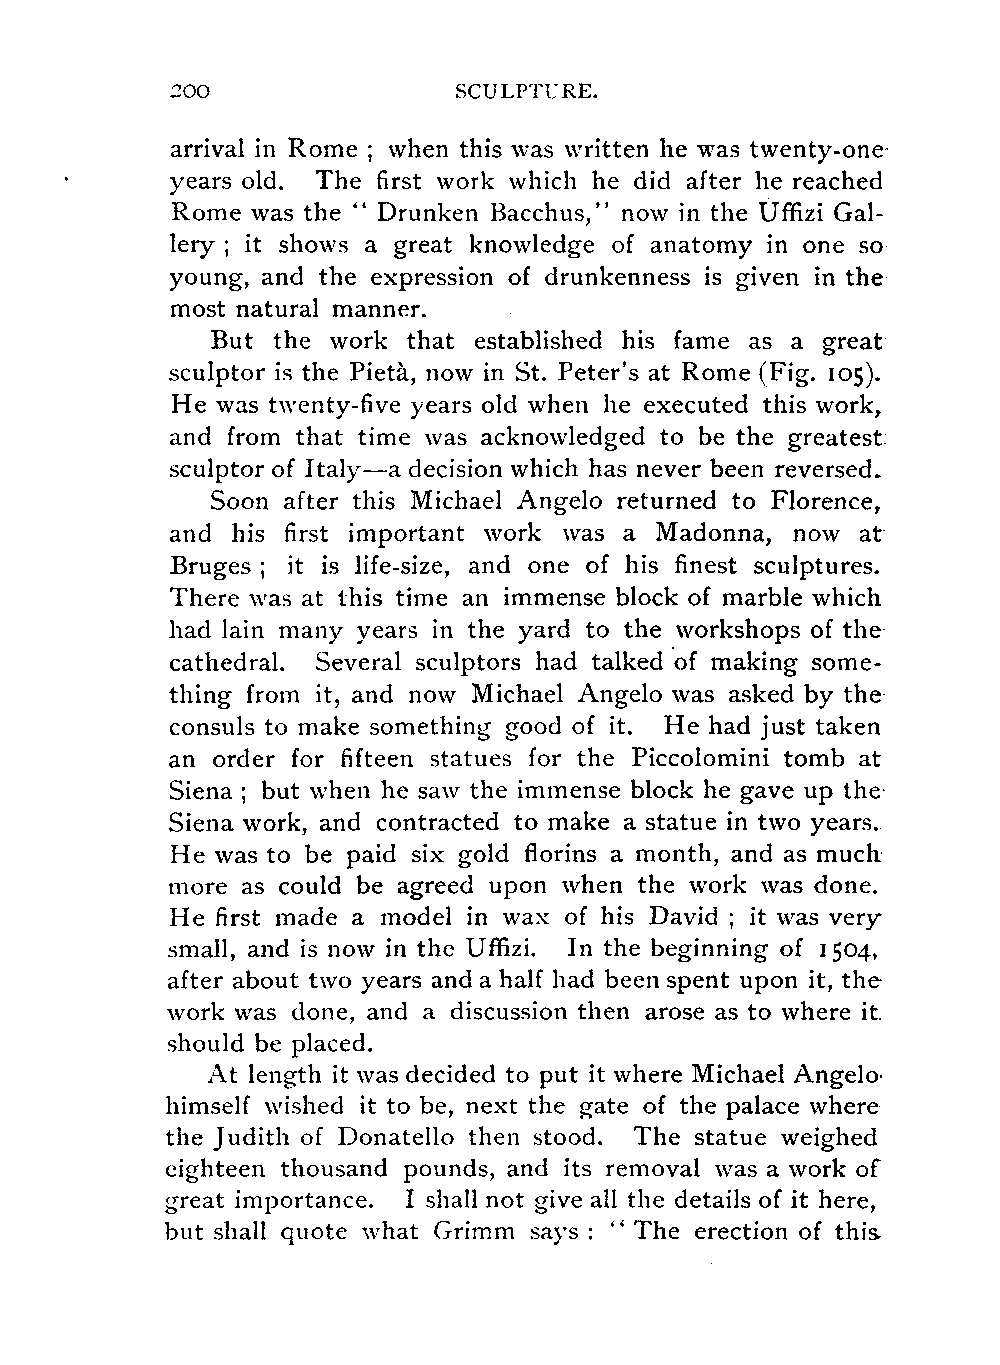 200 SCULPTURE.
arrival in Rome ; when this was written he was twenty-one
years old. The first work which he did after he reached
Rome was the “ Drunken Bacchus,” now in the Uffizi Gal-
lery ; it shows a great knowledge of anatomy in one so
young, and the expression of drunkenness is given in the
most natural manner.
But the work that established his fame as a great
sculptor is the Pietà, now in St. Peter's at Rome (Fig. 105).
He was twenty-five years old when he executed this work,
and from that time was acknowledged to be the greatest
sculptor of Italy—a decision which has never been reversed.
Soon after this Michael Angelo returned to Florence,
and his first important work was a Madonna, now at
Bruges ; it is life-size, and one of his finest sculptures.
There was at this time an immense block of marble which
had lain many years in the yard to the workshops of the
cathedral. Several sculptors had talked of making some-
thing from it, and now Michael Angelo was asked by the
consuls to make something good of it. He had just taken
an order for fifteen statues for the Piccolomini tomb at
Siena ; but when he saw the immense block he gave up the
Siena work, and contracted to make a statue in two years.
He was to be paid six gold florins a month, and as much
more as could be agreed upon when the work was done.
He first made a model in wax of his David ; it was very
small, and is now in the Uffizi. In the beginning of 1504,
after about two years and a half had been spent upon it, the
work was done, and a discussion then arose as to where it
should be placed.
At length it was decided to put it where Michael Angelo
himself wished it to be, next the gate of the palace where
the Judith of Donatello then stood. The statue weighed
eighteen thousand pounds, and its removal was a work of
great importance. I shall not give all the details of it here,
but shall quote what Grimm says : “ The erection of this